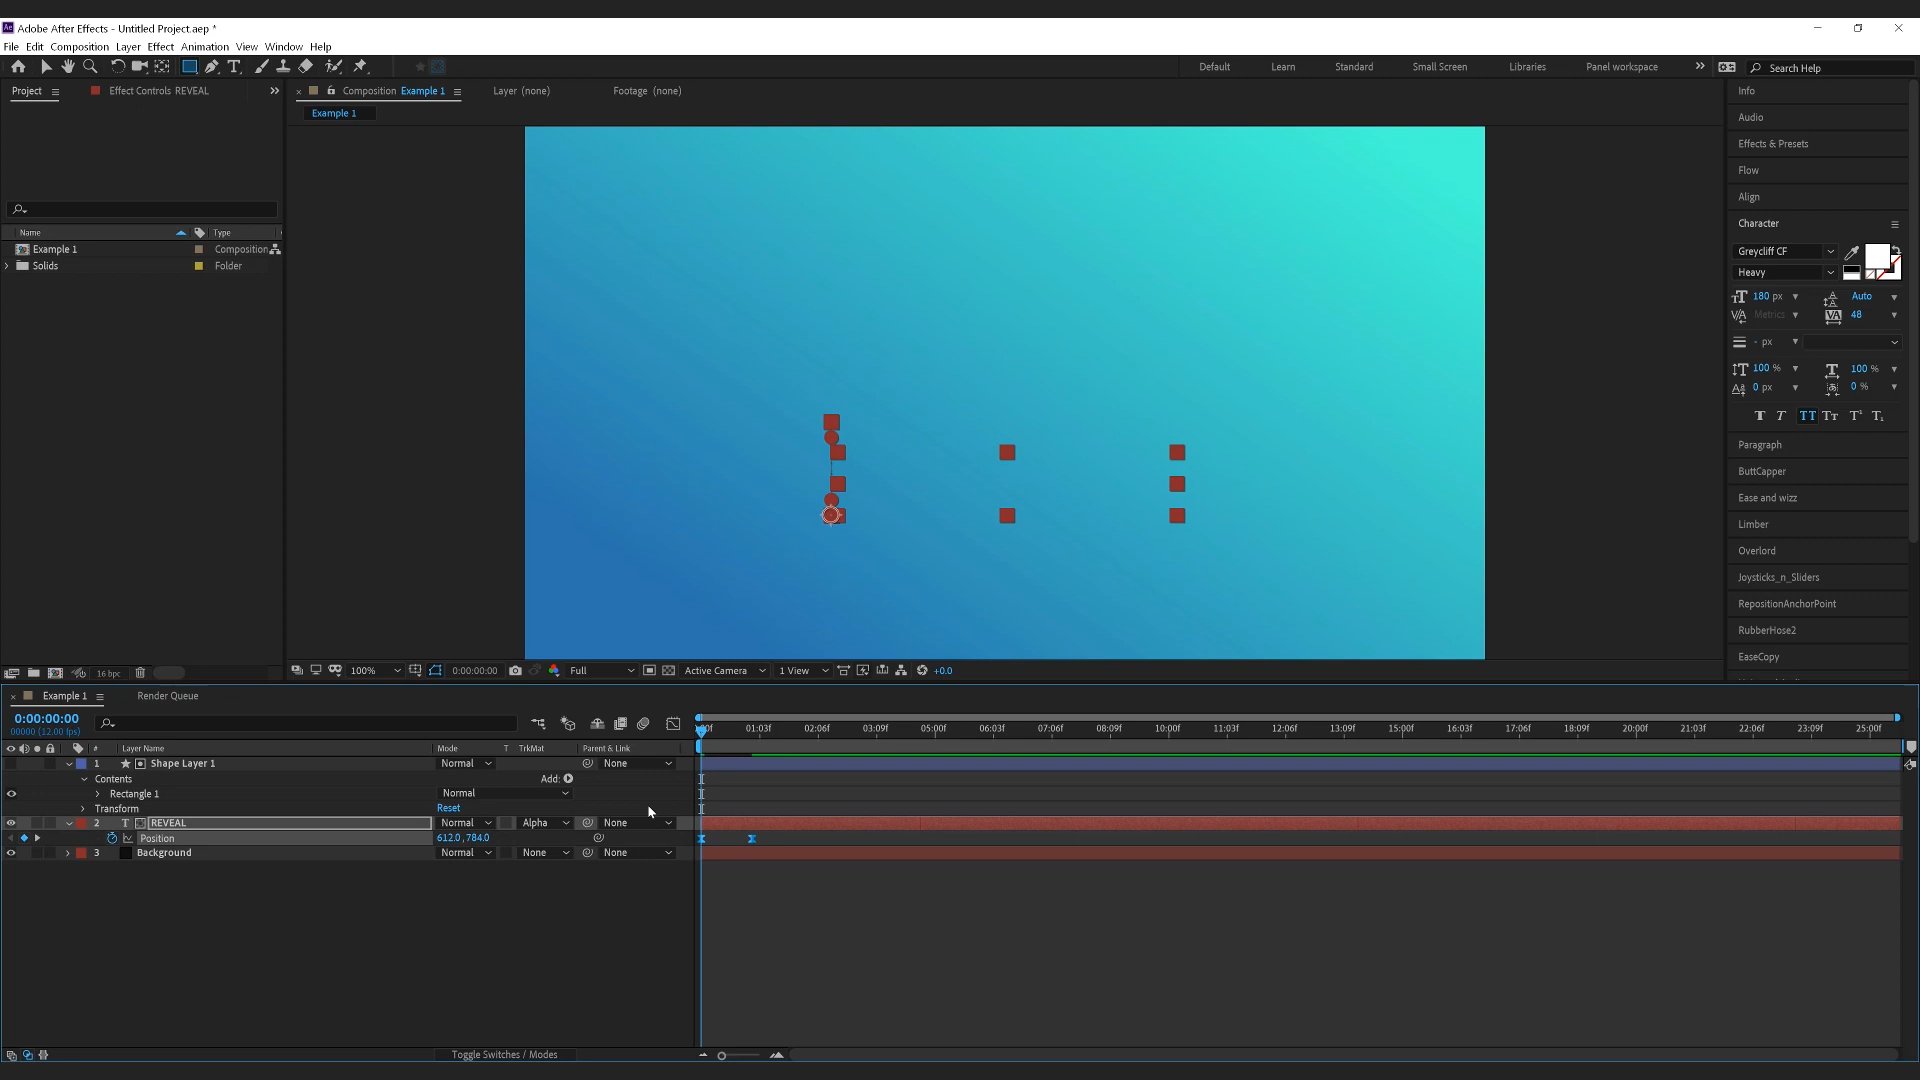 Adobe After Effects - Untitled Project.aep *
File Edit Composition Layer Effect Animation View Window Help
Default Learn Standard Small Screen Libraries Panel workspace Search Help
Project Effect Controls REVEAL
Composition Example 1 Layer (none) Footage (none)
Example 1
Name Type
Example 1 Composition
Solids Folder
16 bpc
100% 0:00:00:00 Full Active Camera 1 View +0.0
Info
Audio
Effects & Presets
Flow
Align
Character
Greycliff CF
Heavy
180 px Auto
Metrics 48
- px
100 % 100 %
0 px 0 %
Paragraph
ButtCapper
Ease and wizz
Limber
Overlord
Joysticks_n_Sliders
RepositionAnchorPoint
RubberHose2
EaseCopy
Example 1 Render Queue
0:00:00:00
00000 (12.00 fps)
01:03f 02:06f 03:09f 05:00f 06:03f 07:06f 08:09f 10:00f 11:03f 12:06f 13:09f 15:00f 16:03f 17:06f 18:09f 20:00f 21:03f 22:06f 23:09f 25:00f
# Layer Name Mode T TrkMat Parent & Link
1 Shape Layer 1 Normal None
Contents Add:
Rectangle 1 Normal
Transform Reset
2 T REVEAL Normal Alpha None
Position 612.0,784.0
3 Background Normal None None
Toggle Switches / Modes